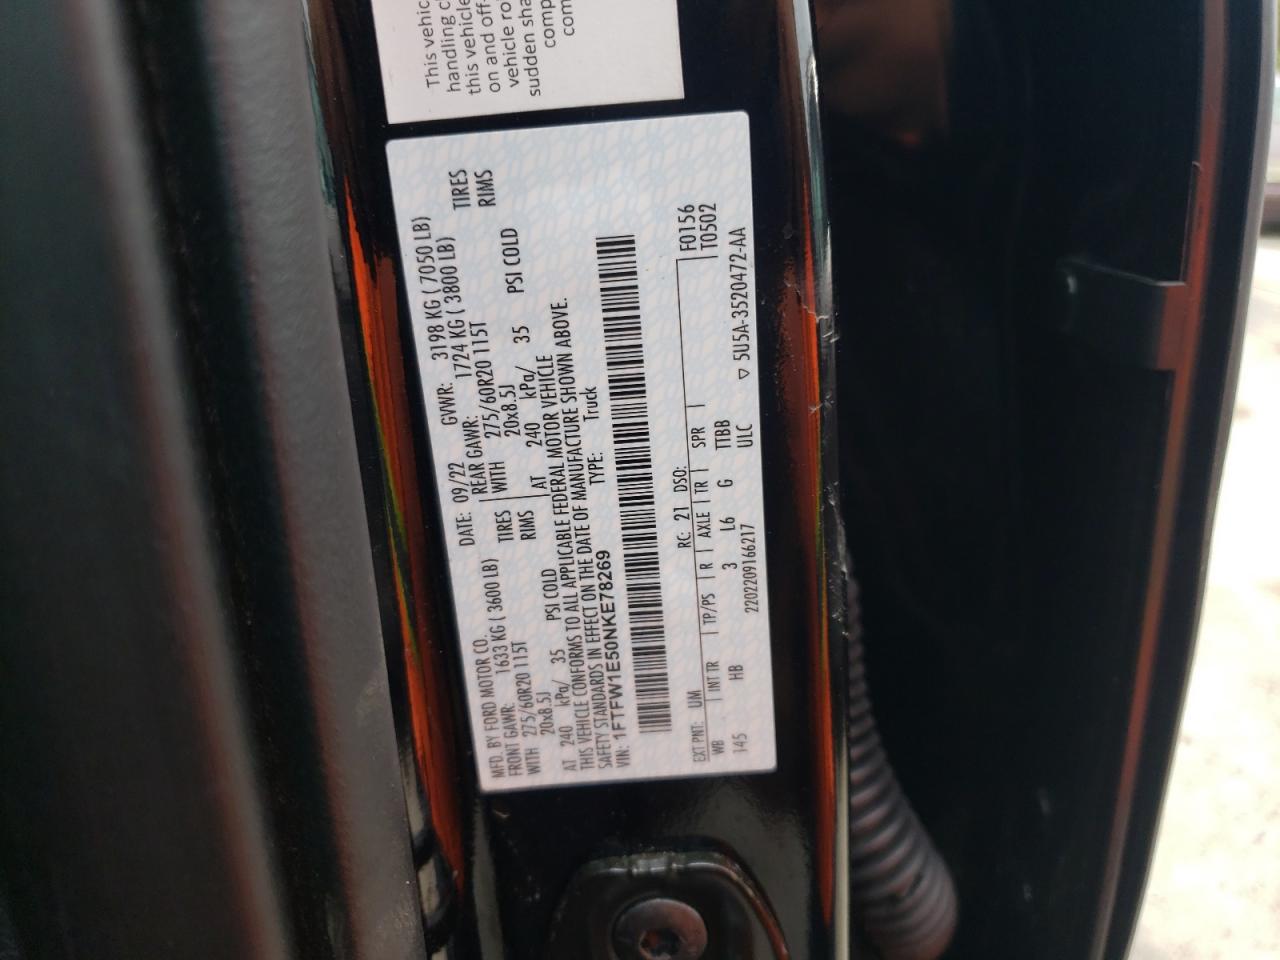 This vehic
handling c
this vehicle
on and off-
vehicle ro
sudden sha
comp
com
MFD. BY FORD MOTOR CO.
DATE: 09/22 GVWR: 3198 KG ( 7050 LB)
FRONT GAWR: 1633 KG ( 3600 LB) REAR GAWR: 1724 KG ( 3800 LB)
WITH 275/60R20 115T TIRES WITH 275/60R20 115T TIRES
20x8.5J RIMS 20x8.5J RIMS
AT 240 kPa/ 35 PSI COLD AT 240 kPa/ 35 PSI COLD
THIS VEHICLE CONFORMS TO ALL APPLICABLE FEDERAL MOTOR VEHICLE
SAFETY STANDARDS IN EFFECT ON THE DATE OF MANUFACTURE SHOWN ABOVE.
VIN: 1FTFW1E50NKE78269 TYPE: Truck
F0156
T0502
EXT PNT: UM RC: 21 DSO:
WB INT TR TP/PS R AXLE TR SPR
145 HB 3 L6 G TTBB
2202209166217 ULC ▽ 5U5A-3520472-AA